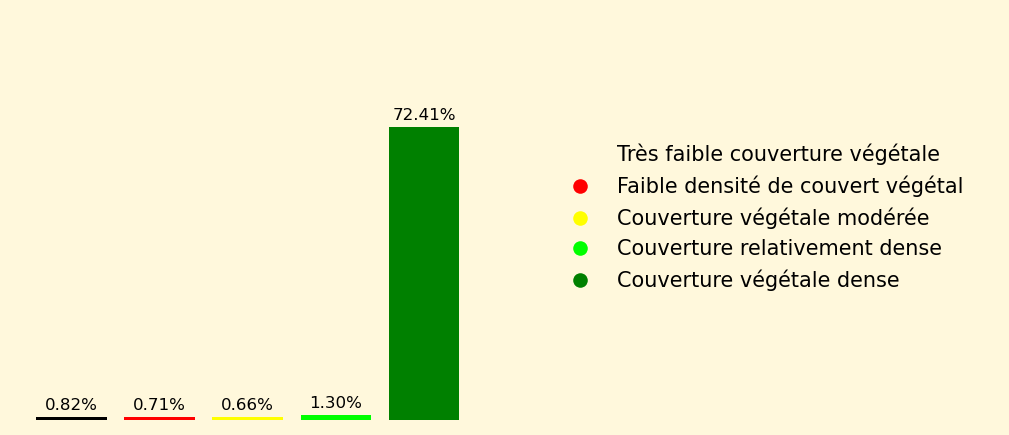 72.41%
0.82%
0.71%
0.66%
1.30%
Très faible couverture végétale
Faible densité de couvert végétal
Couverture végétale modérée
Couverture relativement dense
Couverture végétale dense